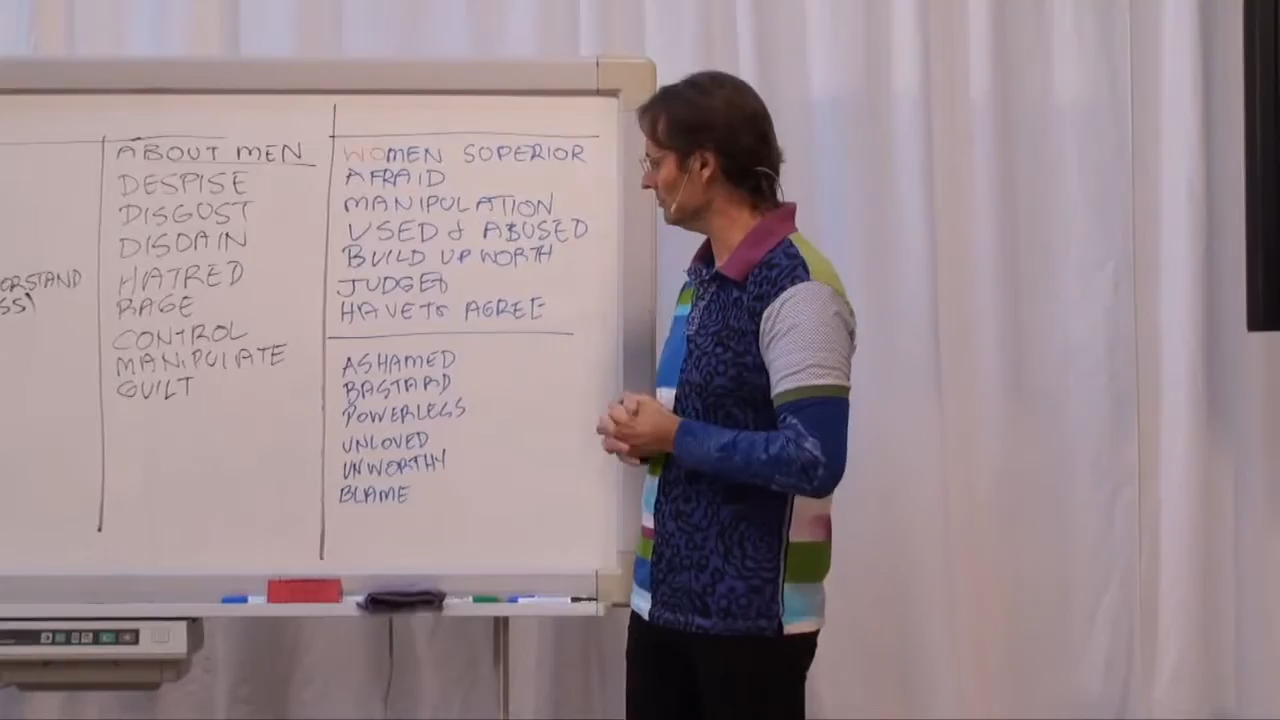 ABOUT MEN
DESPISE
DISGUST
DISDAIN
HATRED
RAGE
CONTROL
MANIPULATE
GUILT
WOMEN SUPERIOR
AFRAID
MANIPULATION
USED & ABUSED
BUILD UP WORTH
JUDGED
HAVE TO AGREE
ASHAMED
BASTARD
POWERLESS
UNLOVED
UNWORTHY
BLAME